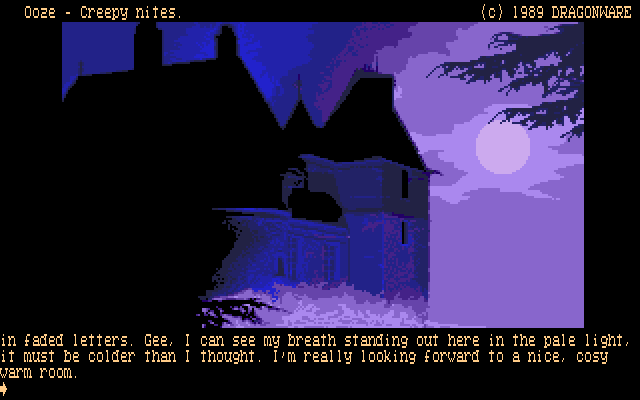 Ooze - Creepy nites. (c) 1989 DRAGONWARE
in faded letters. Gee, I can see my breath standing out here in the pale light,
it must be colder than I thought. I'm really looking forward to a nice, cosy
warm room.